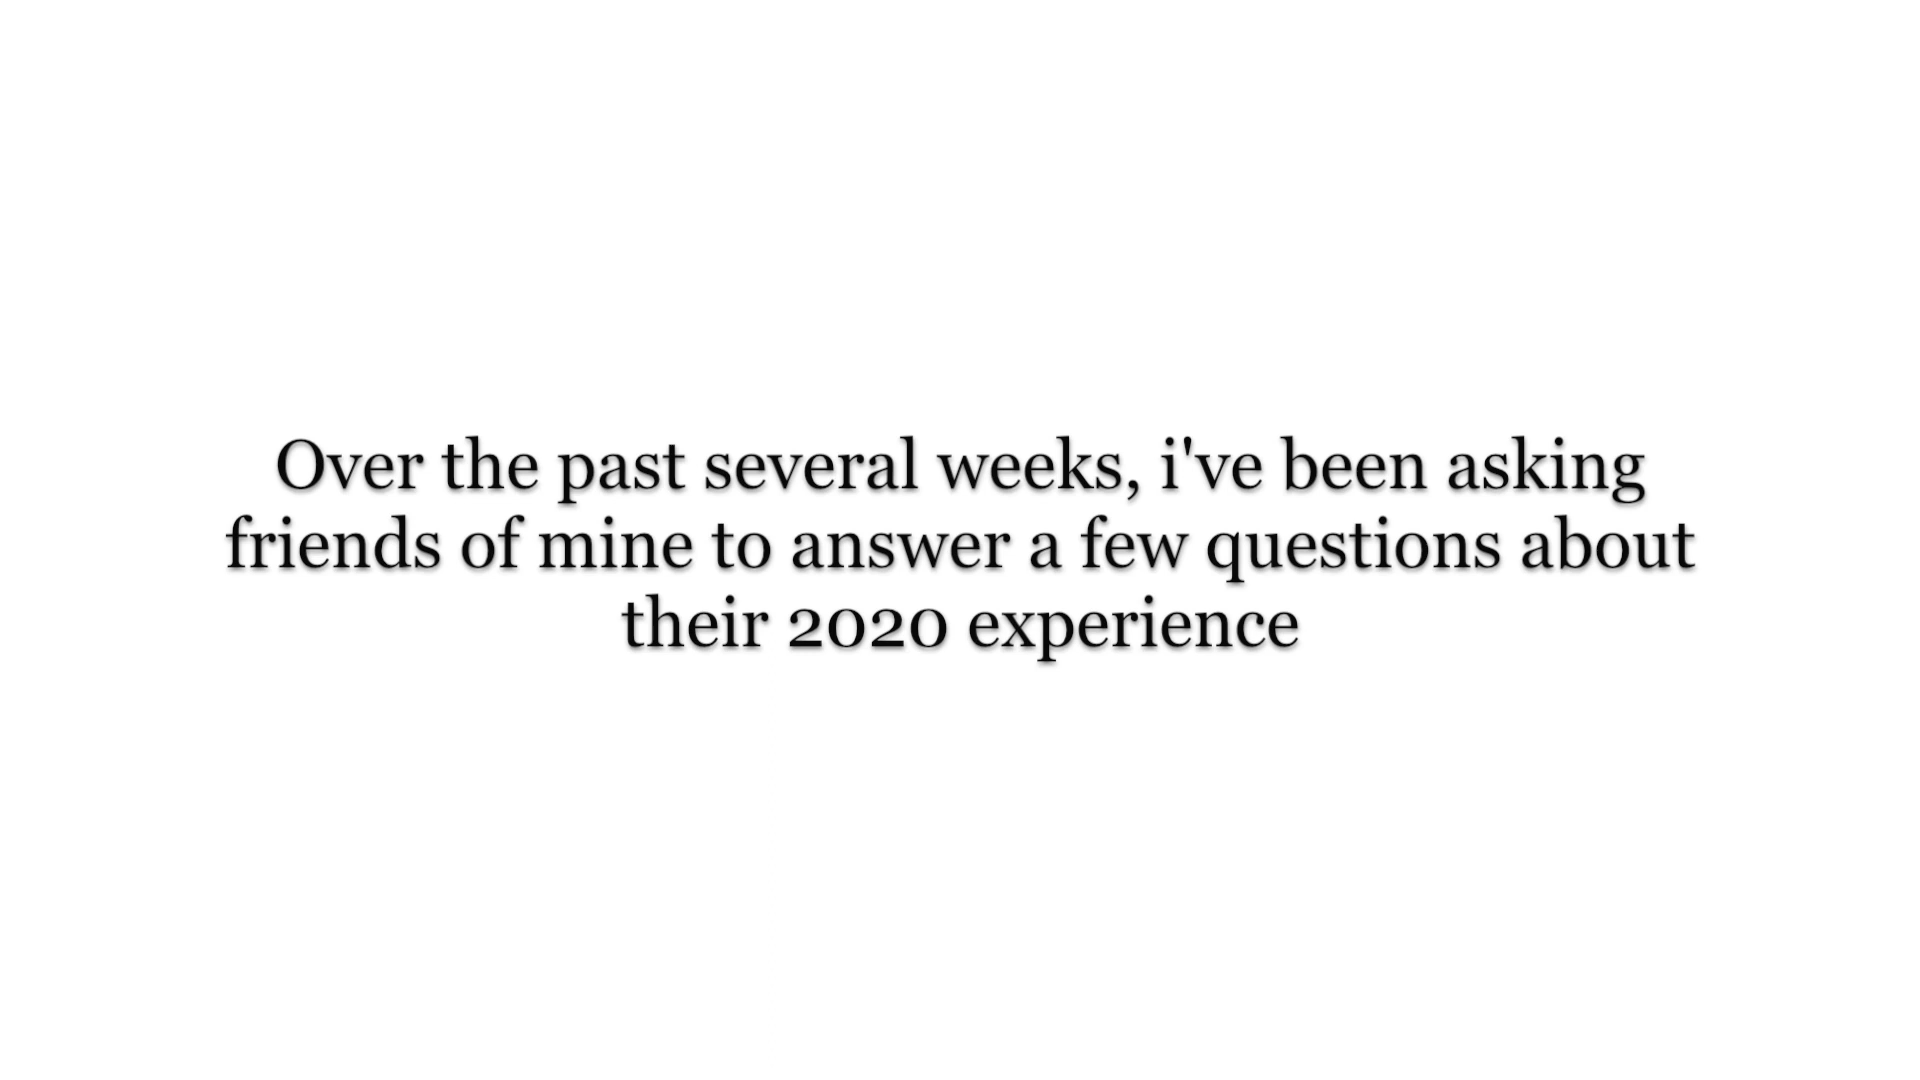 Over the past several weeks, i've been asking
friends of mine to answer a few questions about
their 2020 experience